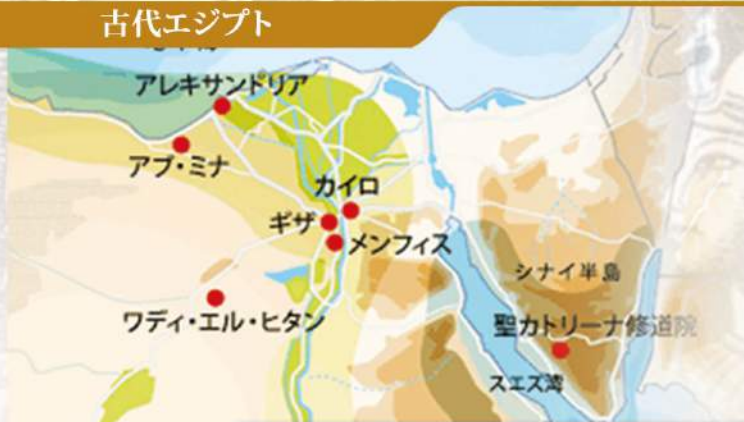 古代エジプト
アレキサンドリア
アブ・ミナ
カイロ
ギザ
メンフィス
シナイ半島
ワディ・エル・ヒタン
聖カトリーナ修道院
スエズ湾